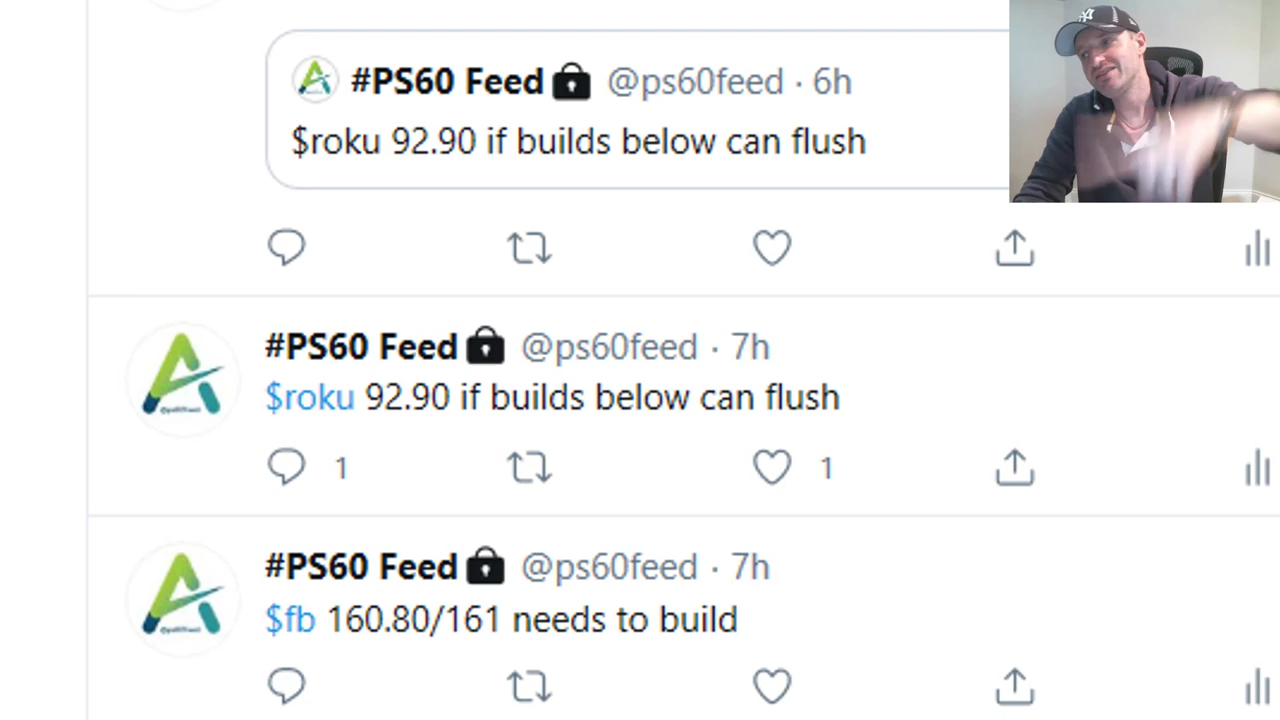 #PS60 Feed @ps60feed · 6h
$roku 92.90 if builds below can flush
#PS60 Feed @ps60feed · 7h
$roku 92.90 if builds below can flush
1 1
#PS60 Feed @ps60feed · 7h
$fb 160.80/161 needs to build